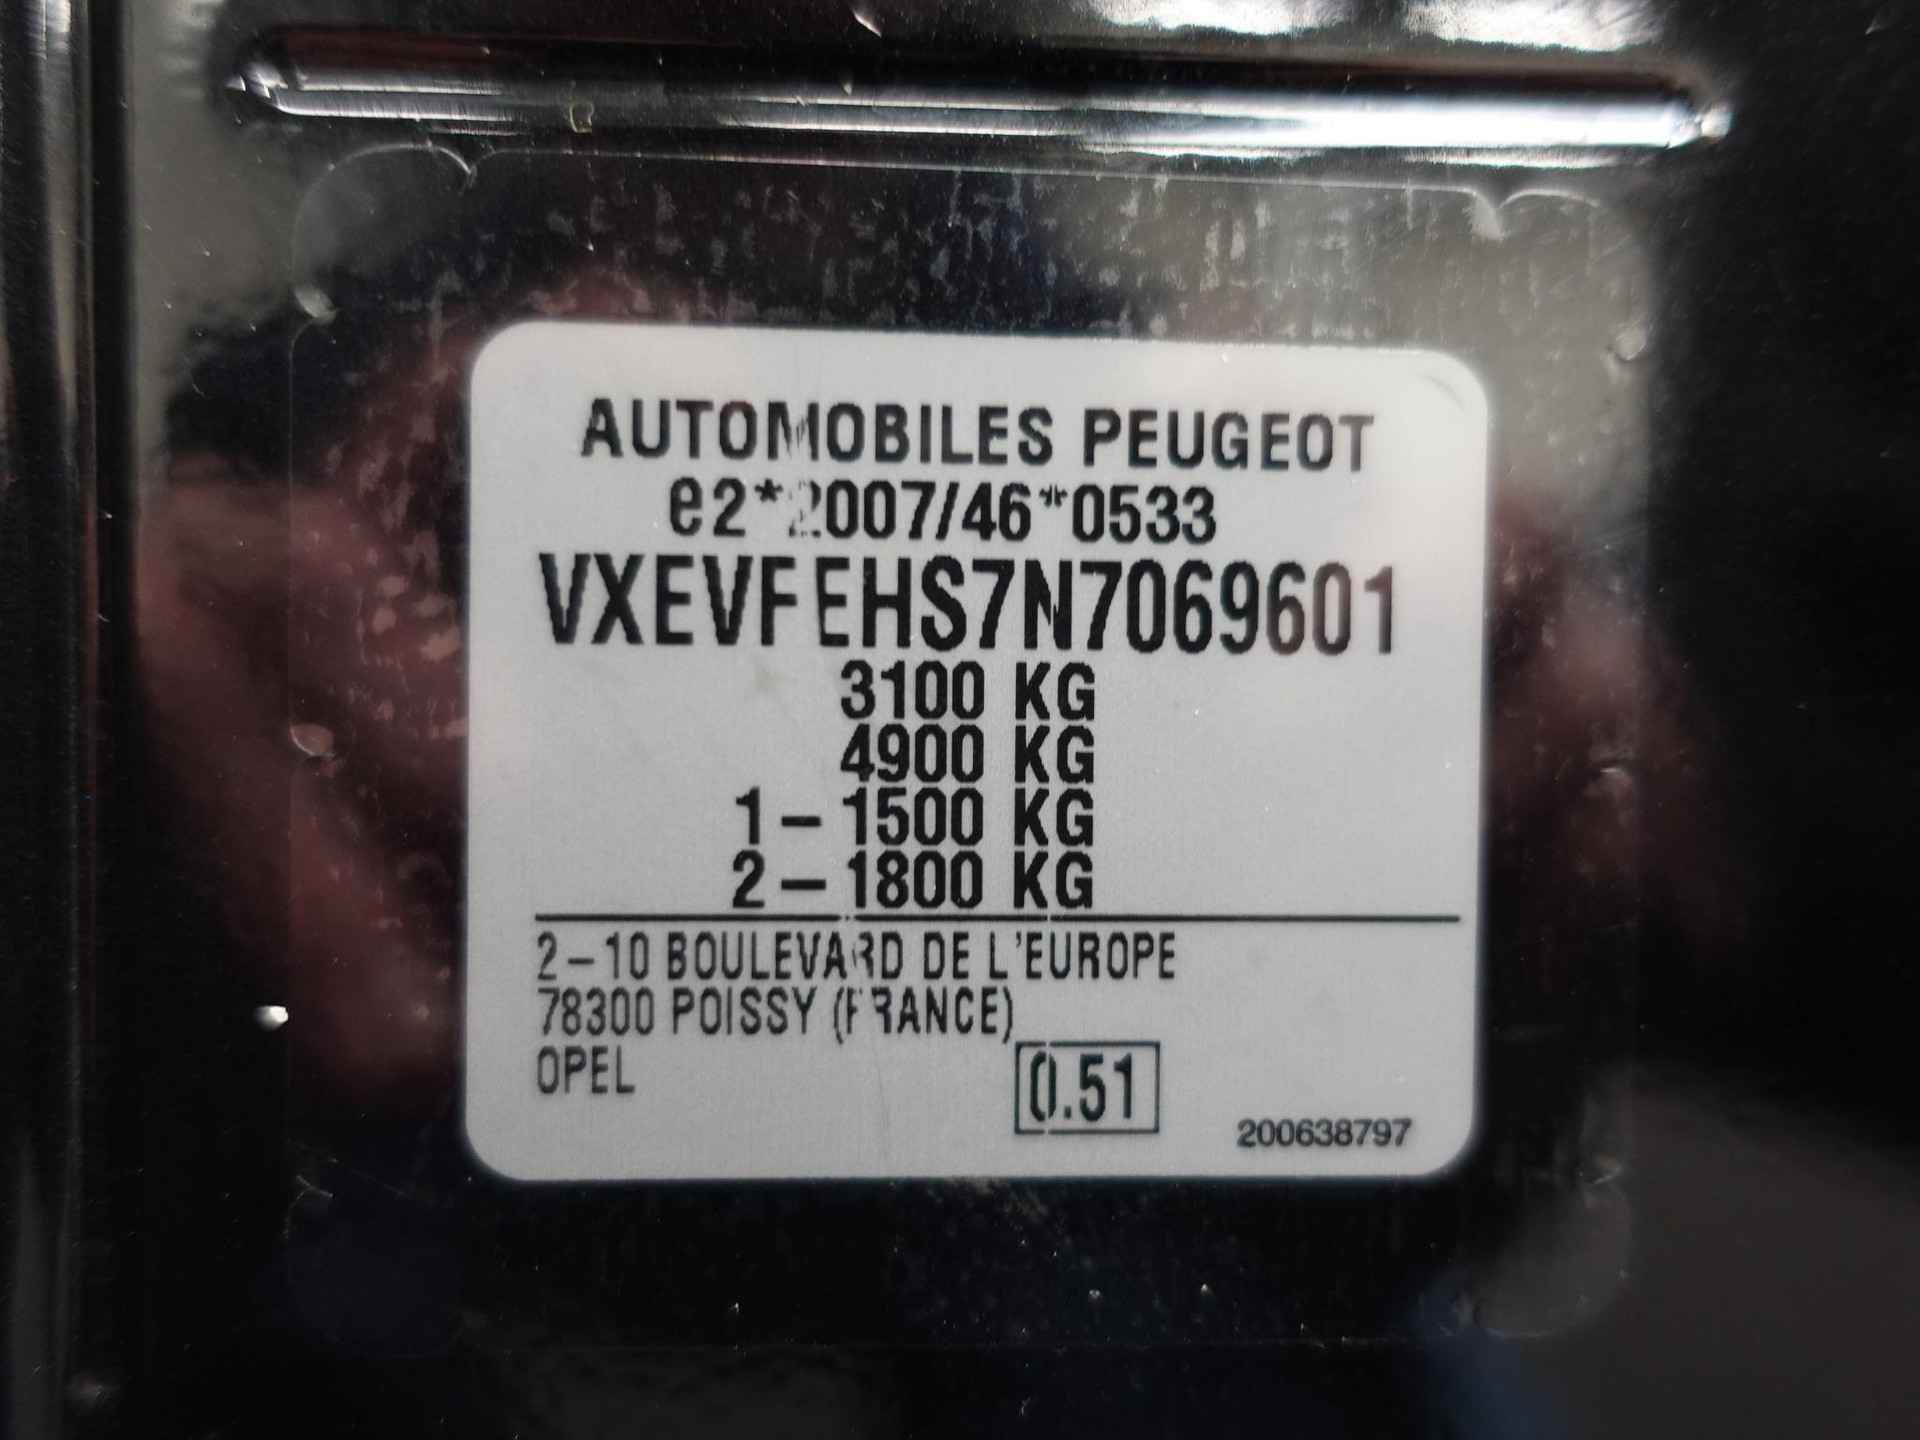 AUTOMOBILES PEUGEOT
e2*2007/46*0533
VXEVFEHS7N7069601
3100 KG
4900 KG
1 – 1500 KG
2 – 1800 KG
2–10 BOULEVARD DE L'EUROPE
78300 POISSY (FRANCE)
OPEL
0.51
200638797